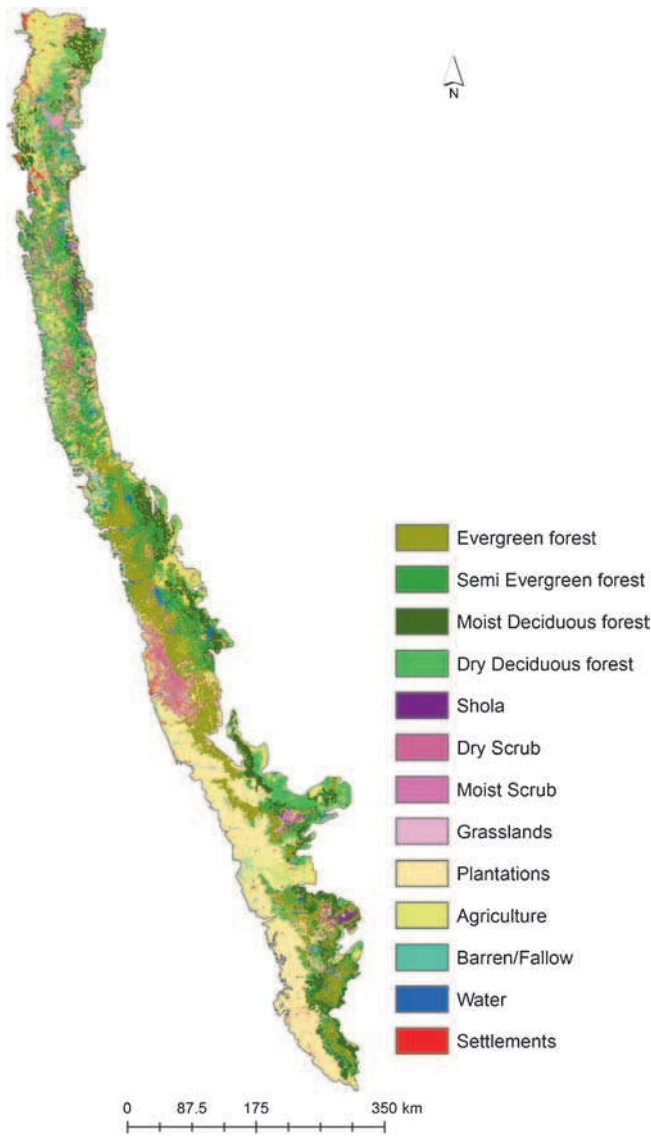 N
Evergreen forest
Semi Evergreen forest
Moist Deciduous forest
Dry Deciduous forest
Shola
Dry Scrub
Moist Scrub
Grasslands
Plantations
Agriculture
Barren/Fallow
Water
Settlements
0 87.5 175 350 km